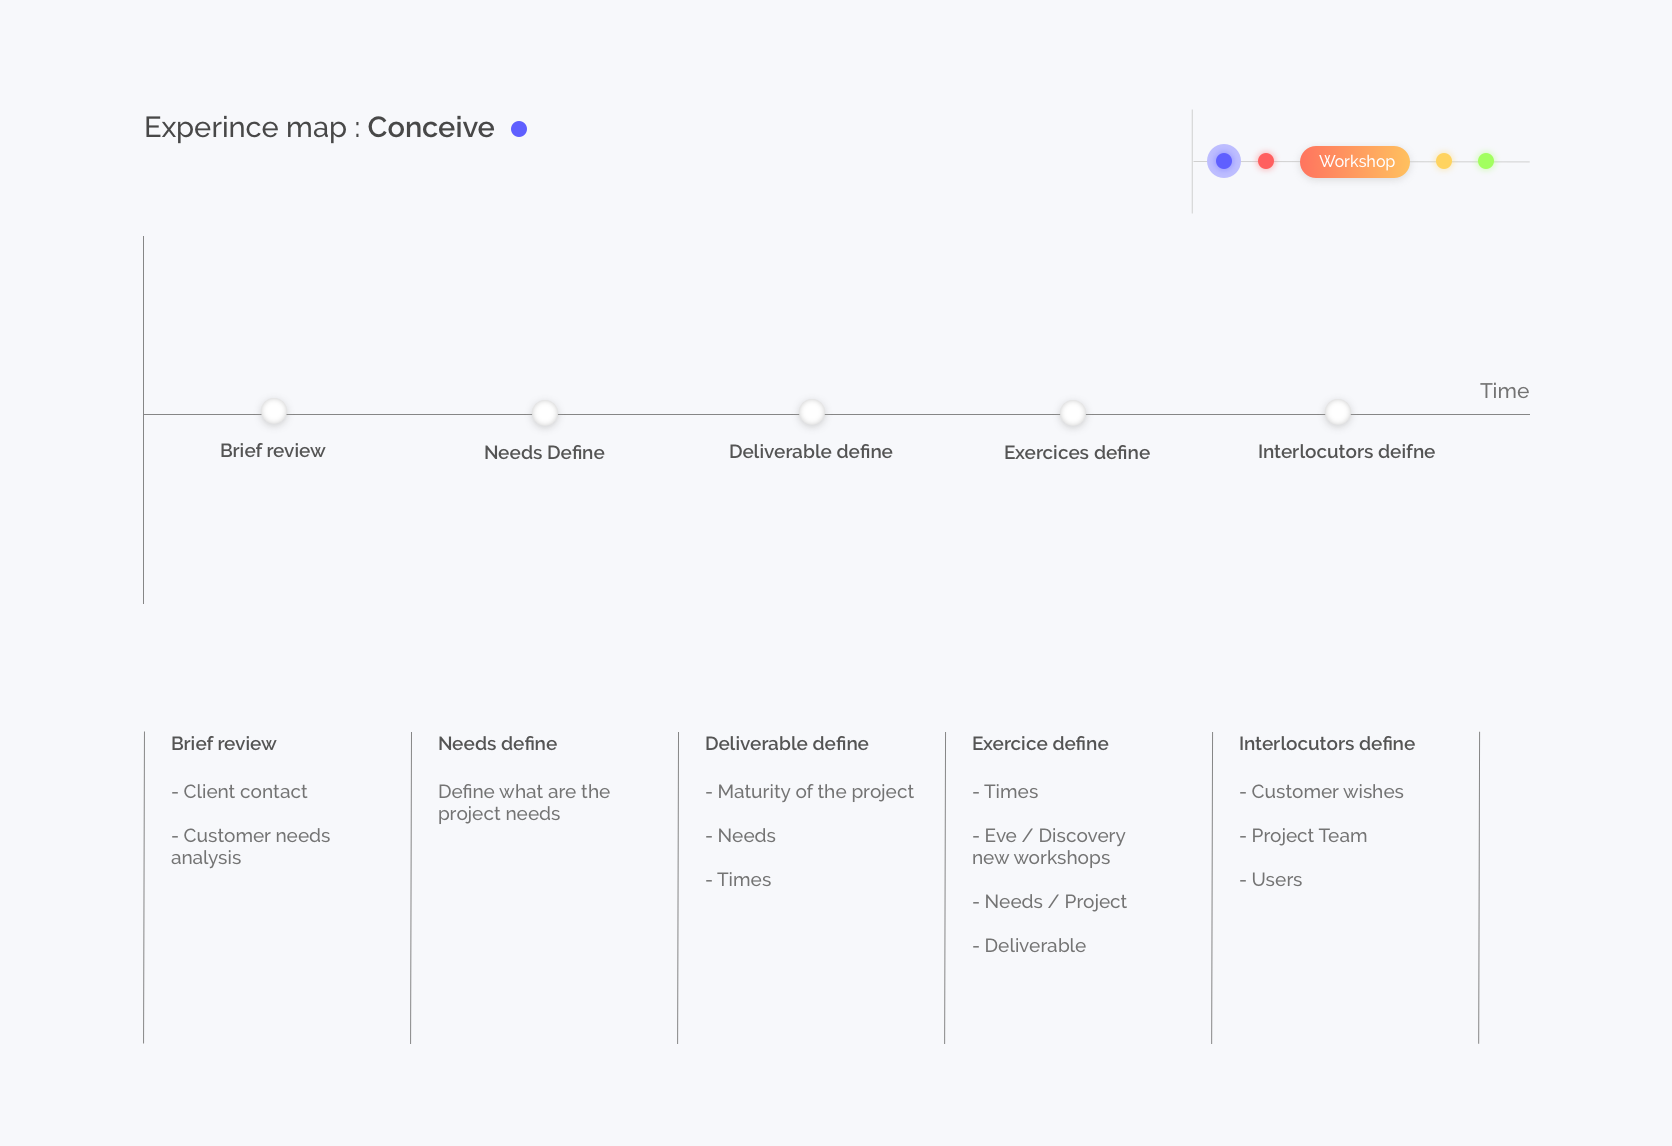 Experince map : Conceive
Workshop
Time
Brief review
Needs Define
Deliverable define
Exercices define
Interlocutors deifne
Brief review
- Client contact
- Customer needs
analysis
Needs define
Define what are the
project needs
Deliverable define
- Maturity of the project
- Needs
- Times
Exercice define
- Times
- Eve / Discovery
new workshops
- Needs / Project
- Deliverable
Interlocutors define
- Customer wishes
- Project Team
- Users